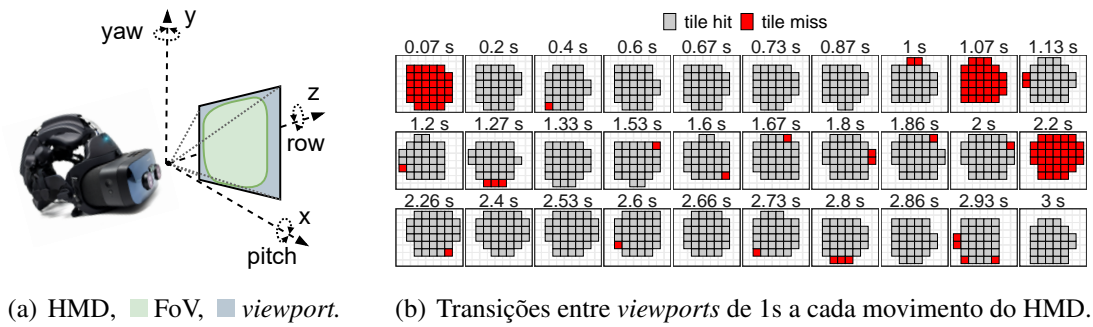 yaw
y
z
row
x
pitch
tile hit
tile miss
0.07 s
0.2 s
0.4 s
0.6 s
0.67 s
0.73 s
0.87 s
1 s
1.07 s
1.13 s
1.2 s
1.27 s
1.33 s
1.53 s
1.6 s
1.67 s
1.8 s
1.86 s
2 s
2.2 s
2.26 s
2.4 s
2.53 s
2.6 s
2.66 s
2.73 s
2.8 s
2.86 s
2.93 s
3 s
(a) HMD, FoV, viewport.
(b) Transições entre viewports de 1s a cada movimento do HMD.